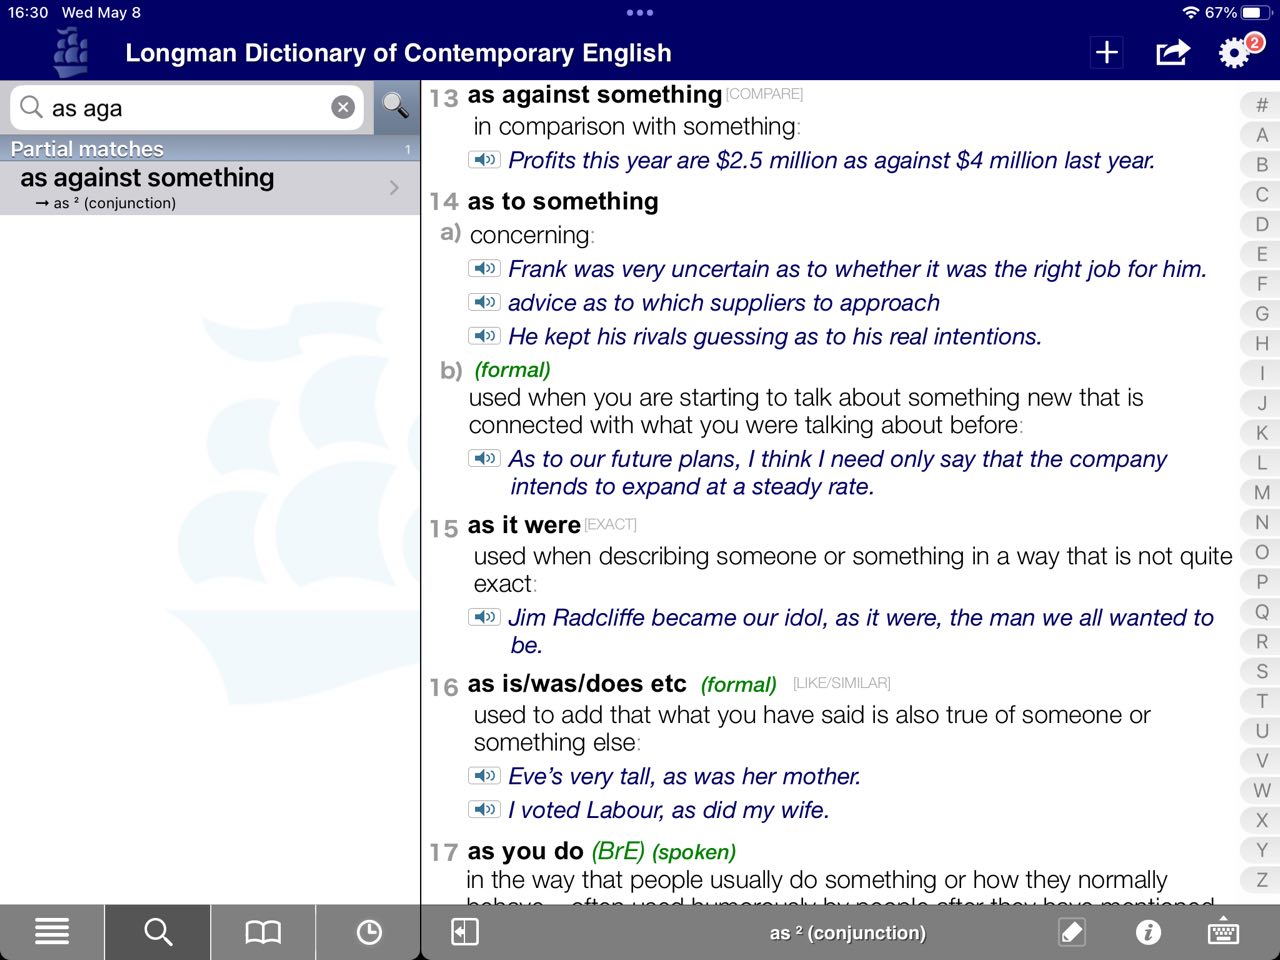 16:30 Wed May 8
67%
Longman Dictionary of Contemporary English
2
as aga
Partial matches 1
as against something
→ as ² (conjunction)
13 as against something [COMPARE]
in comparison with something:
Profits this year are $2.5 million as against $4 million last year.
14 as to something
a) concerning:
Frank was very uncertain as to whether it was the right job for him.
advice as to which suppliers to approach
He kept his rivals guessing as to his real intentions.
b) (formal)
used when you are starting to talk about something new that is
connected with what you were talking about before:
As to our future plans, I think I need only say that the company
intends to expand at a steady rate.
15 as it were [EXACT]
used when describing someone or something in a way that is not quite
exact:
Jim Radcliffe became our idol, as it were, the man we all wanted to
be.
16 as is/was/does etc (formal) [LIKE/SIMILAR]
used to add that what you have said is also true of someone or
something else:
Eve's very tall, as was her mother.
I voted Labour, as did my wife.
17 as you do (BrE) (spoken)
in the way that people usually do something or how they normally
behave – often used humorously by people after they have mentioned
#
A
B
C
D
E
F
G
H
I
J
K
L
M
N
O
P
Q
R
S
T
U
V
W
X
Y
Z
as ² (conjunction)